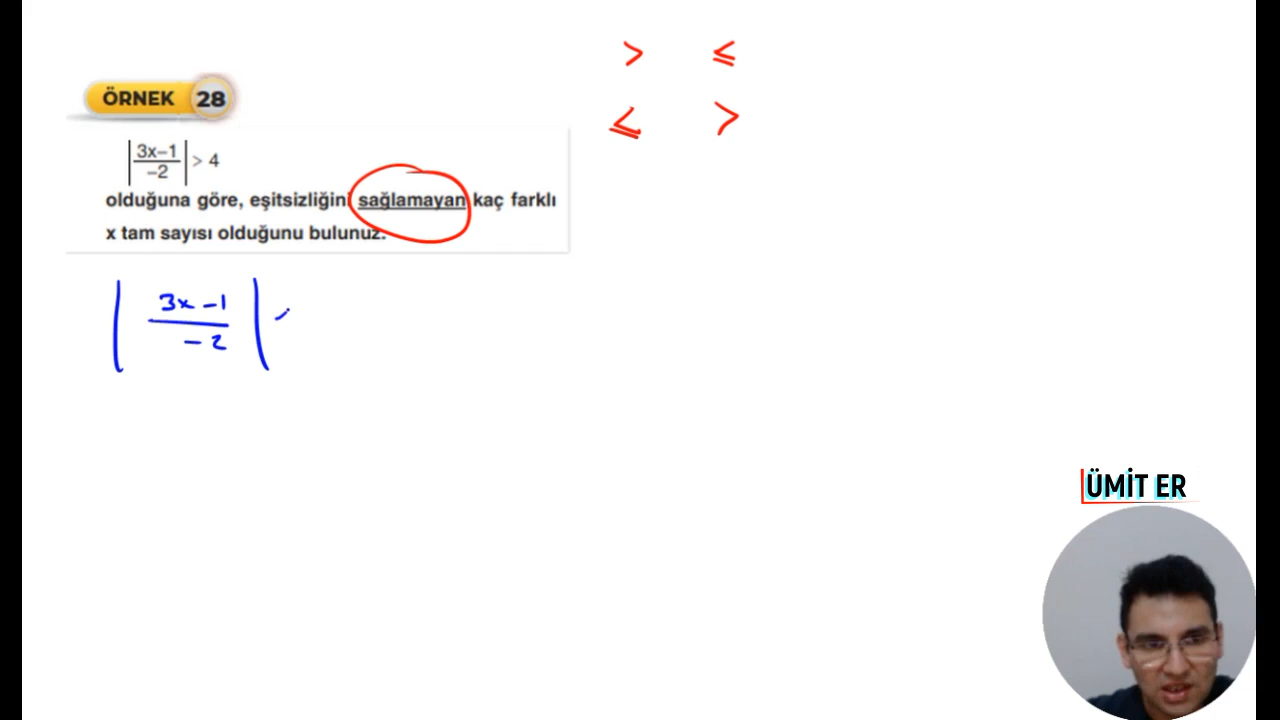 > ≤
ÖRNEK 28
≤ >
|3x−1 / −2| > 4
olduğuna göre, eşitsizliğini sağlamayan kaç farklı
x tam sayısı olduğunu bulunuz.
|3x −1 / −2|
ÜMİT ER